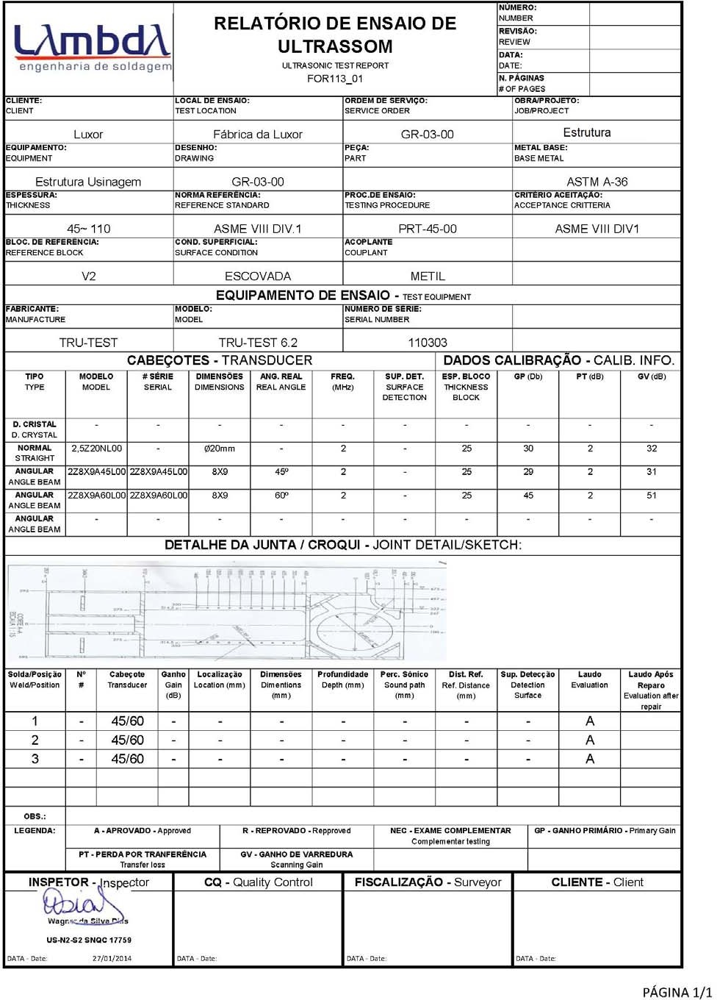 LAmbdA
engenharia de soldagem
RELATÓRIO DE ENSAIO DE
ULTRASSOM
ULTRASONIC TEST REPORT
FOR113_01
NÚMERO:
NUMBER
REVISÃO:
REVIEW
DATA:
DATE:
N. PÁGINAS
# OF PAGES
CLIENTE: LOCAL DE ENSAIO: ORDEM DE SERVIÇO: OBRA/PROJETO:
CLIENT TEST LOCATION SERVICE ORDER JOB/PROJECT
Luxor Fábrica da Luxor GR-03-00 Estrutura
EQUIPAMENTO: DESENHO: PEÇA: METAL BASE:
EQUIPMENT DRAWING PART BASE METAL
Estrutura Usinagem GR-03-00 ASTM A-36
ESPESSURA: NORMA REFERÊNCIA: PROC.DE ENSAIO: CRITÉRIO ACEITAÇÃO:
THICKNESS REFERENCE STANDARD TESTING PROCEDURE ACCEPTANCE CRITTERIA
45~ 110 ASME VIII DIV.1 PRT-45-00 ASME VIII DIV1
BLOC. DE REFERÊNCIA: COND. SUPERFICIAL: ACOPLANTE
REFERENCE BLOCK SURFACE CONDITION COUPLANT
V2 ESCOVADA METIL
EQUIPAMENTO DE ENSAIO - TEST EQUIPMENT
FABRICANTE: MODELO: NÚMERO DE SÉRIE:
MANUFACTURE MODEL SERIAL NUMBER
TRU-TEST TRU-TEST 6.2 110303
CABEÇOTES - TRANSDUCER DADOS CALIBRAÇÃO - CALIB. INFO.
TIPO MODELO # SÉRIE DIMENSÕES ANG. REAL FREQ. SUP. DET. ESP. BLOCO GP (Db) PT (dB) GV (dB)
TYPE MODEL SERIAL DIMENSIONS REAL ANGLE (MHz) SURFACE THICKNESS
DETECTION BLOCK
D. CRISTAL - - - - - - - - - -
D. CRYSTAL
NORMAL 2,5Z20NL00 - Ø20mm - 2 - 25 30 2 32
STRAIGHT
ANGULAR 2Z8X9A45L00 2Z8X9A45L00 8X9 45º 2 - 25 29 2 31
ANGLE BEAM
ANGULAR 2Z8X9A60L00 2Z8X9A60L00 8X9 60º 2 - 25 45 2 51
ANGLE BEAM
ANGULAR - - - - - - - - - -
ANGLE BEAM
DETALHE DA JUNTA / CROQUI - JOINT DETAIL/SKETCH:
Solda/Posição Nº Cabeçote Ganho Localização Dimensões Profundidade Perc. Sônico Dist. Ref. Sup. Detecção Laudo Laudo Após
Weld/Position # Transducer Gain Location (mm) Dimentions Depth (mm) Sound path Ref. Distance Detection Evaluation Reparo
(dB) (mm) (mm) (mm) Surface Evaluation after
repair
1 - 45/60 - - - - - - - A
2 - 45/60 - - - - - - - A
3 - 45/60 - - - - - - - A
OBS.:
LEGENDA: A - APROVADO - Approved R - REPROVADO - Repproved NEC - EXAME COMPLEMENTAR GP - GANHO PRIMÁRIO - Primary Gain
Complementar testing
PT - PERDA POR TRANFERÊNCIA GV - GANHO DE VARREDURA
Transfer loss Scanning Gain
INSPETOR - Inspector CQ - Quality Control FISCALIZAÇÃO - Surveyor CLIENTE - Client
Wagner da Silva Dias
US-N2-S2 SNQC 17759
DATA - Date: 27/01/2014 DATA - Date: DATA - Date: DATA - Date:
PÁGINA 1/1